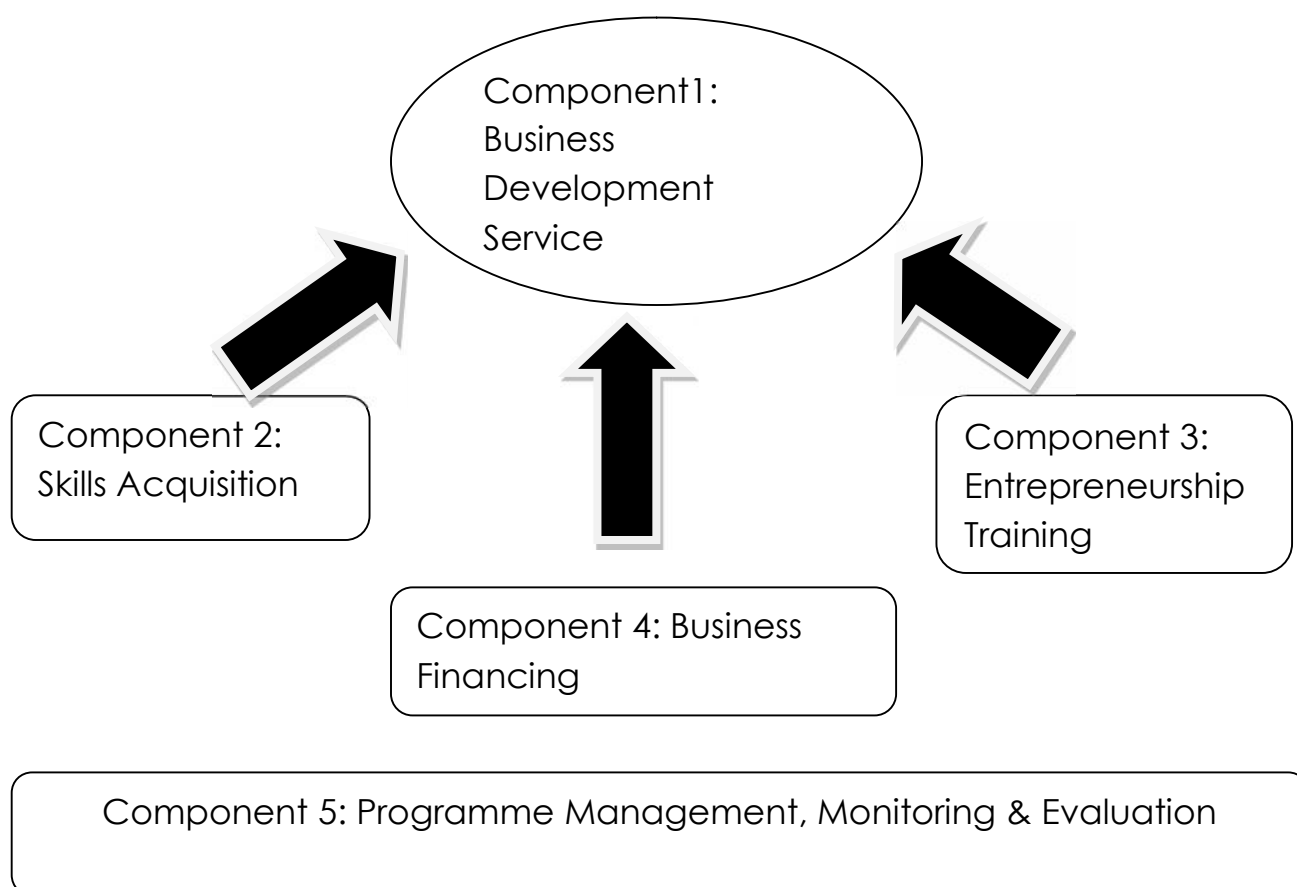 Component1:
Business
Development
Service
Component 2:
Skills Acquisition
Component 3:
Entrepreneurship
Training
Component 4: Business
Financing
Component 5: Programme Management, Monitoring & Evaluation